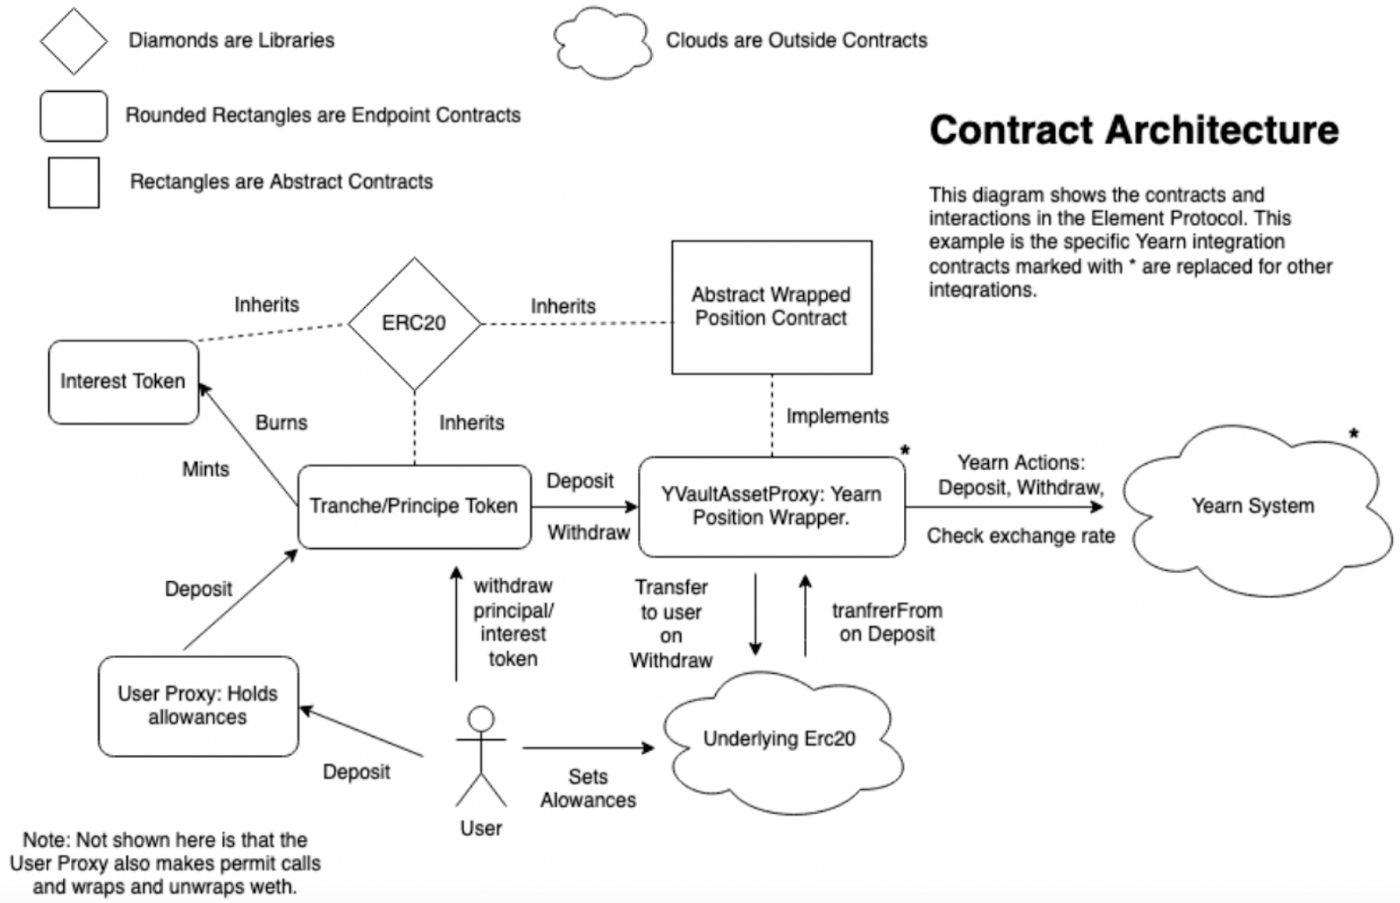 Diamonds are Libraries
Clouds are Outside Contracts
Rounded Rectangles are Endpoint Contracts
Rectangles are Abstract Contracts
Contract Architecture
This diagram shows the contracts and
interactions in the Element Protocol. This
example is the specific Yearn integration
contracts marked with * are replaced for other
integrations.
Inherits
ERC20
Inherits
Abstract Wrapped
Position Contract
Interest Token
Burns
Mints
Inherits
Implements
Tranche/Principe Token
Deposit
Withdraw
*
YVaultAssetProxy: Yearn
Position Wrapper.
Yearn Actions:
Deposit, Withdraw,
Check exchange rate
*
Yearn System
Deposit
withdraw
principal/
interest
token
Transfer
to user
on
Withdraw
tranfrerFrom
on Deposit
User Proxy: Holds
allowances
Deposit
User
Sets
Alowances
Underlying Erc20
Note: Not shown here is that the
User Proxy also makes permit calls
and wraps and unwraps weth.